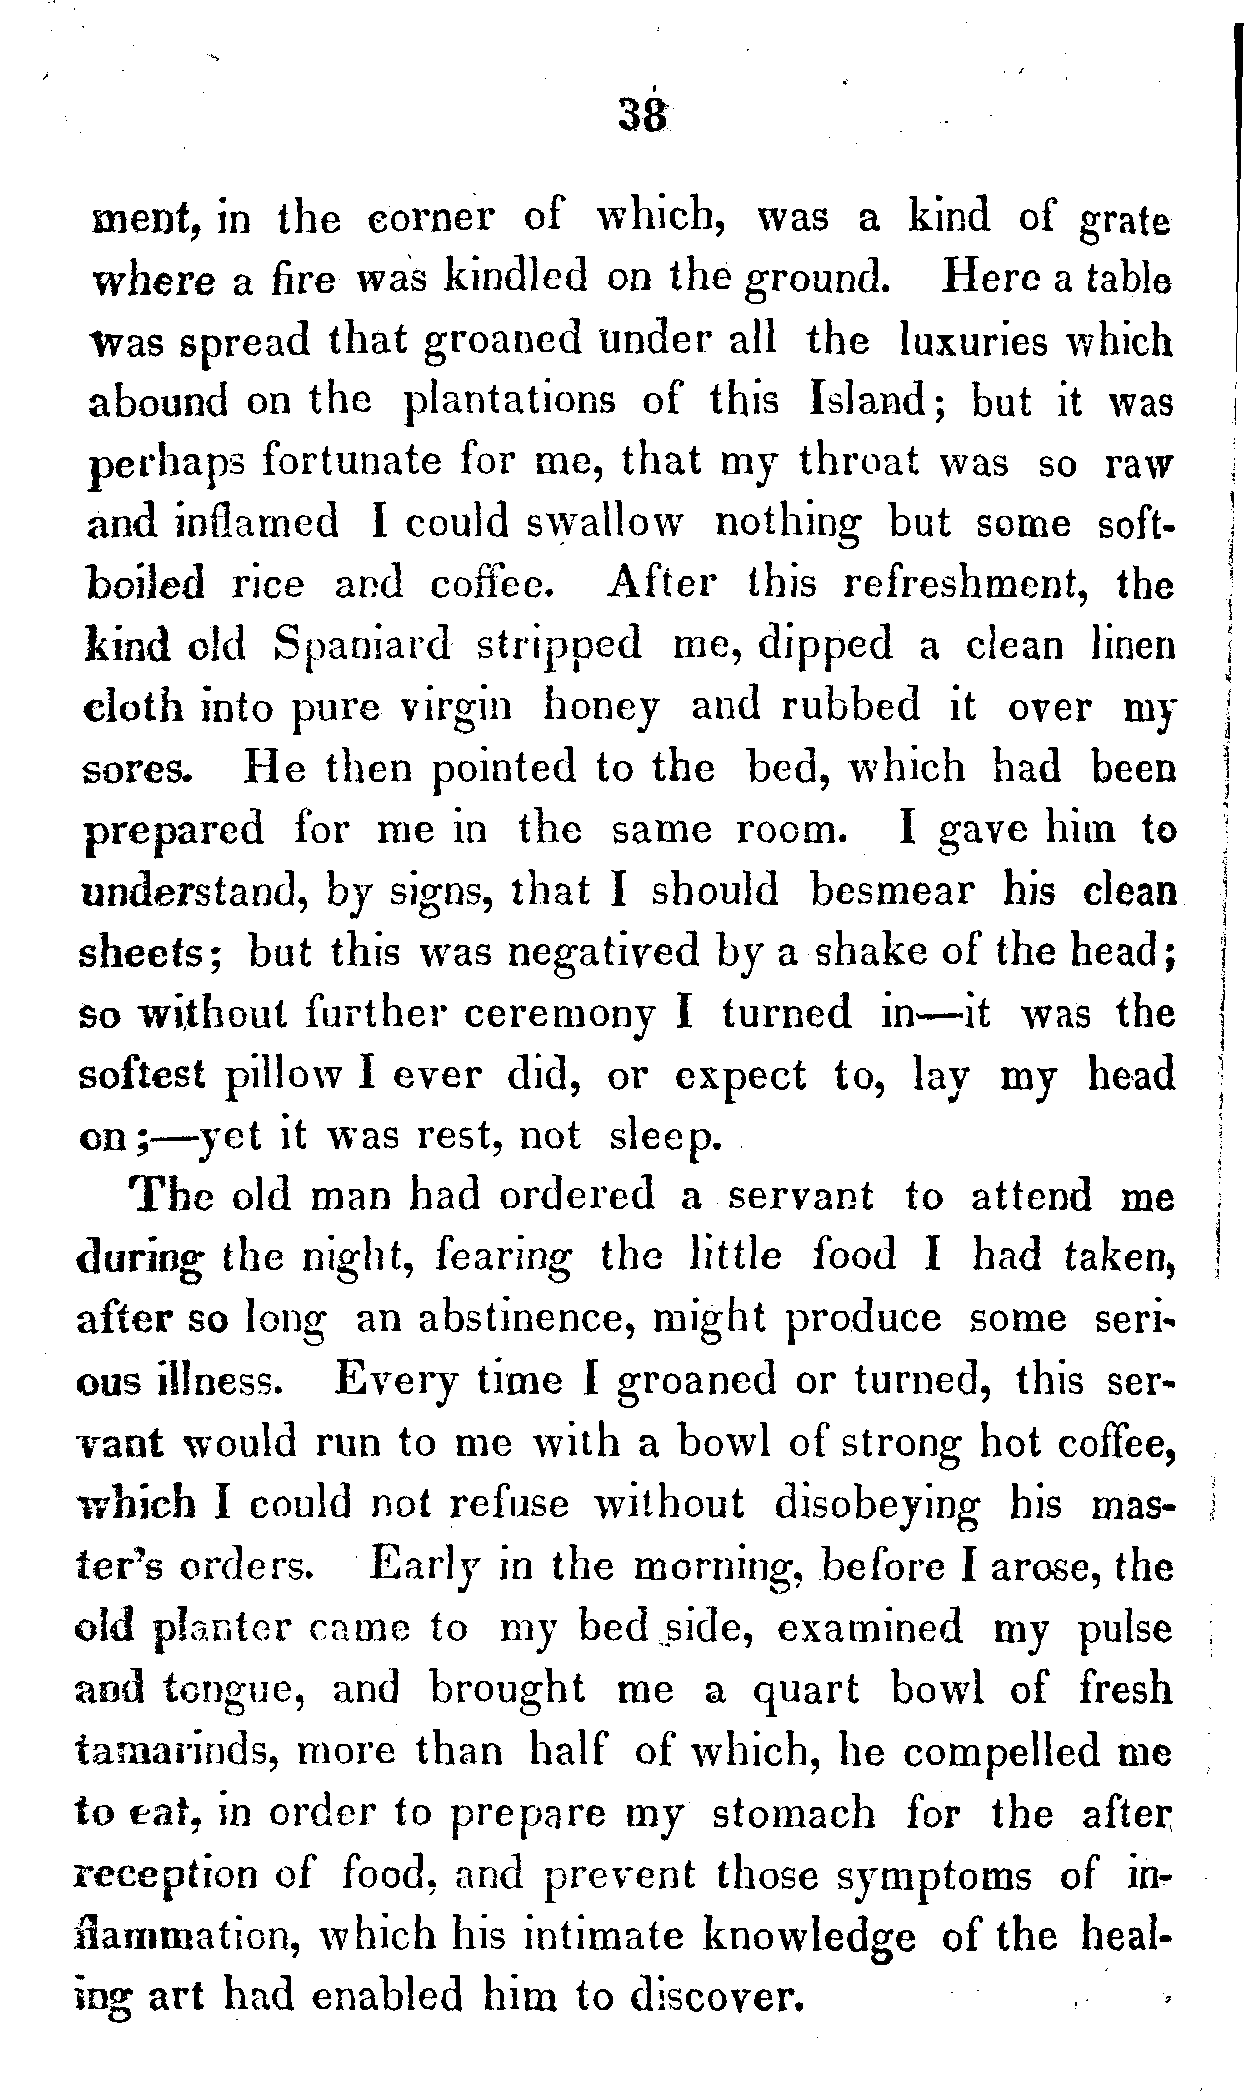 38
ment, in the corner of which, was a kind of grate
where a fire was kindled on the ground. Here a table
was spread that groaned under all the luxuries which
abound on the plantations of this Island; but it was
perhaps fortunate for me, that my throat was so raw
and inflamed I could swallow nothing but some soft-
boiled rice and coffee. After this refreshment, the
kind old Spaniard stripped me, dipped a clean linen
cloth into pure virgin honey and rubbed it over my
sores. He then pointed to the bed, which had been
prepared for me in the same room. I gave him to
understand, by signs, that I should besmear his clean
sheets; but this was negatived by a shake of the head;
so without further ceremony I turned in—it was the
softest pillow I ever did, or expect to, lay my head
on;—yet it was rest, not sleep.
The old man had ordered a servant to attend me
during the night, fearing the little food I had taken,
after so long an abstinence, might produce some seri-
ous illness. Every time I groaned or turned, this ser-
vant would run to me with a bowl of strong hot coffee,
which I could not refuse without disobeying his mas-
ter's orders. Early in the morning, before I arose, the
old planter came to my bed side, examined my pulse
and tongue, and brought me a quart bowl of fresh
tamarinds, more than half of which, he compelled me
to eat, in order to prepare my stomach for the after
reception of food, and prevent those symptoms of in-
flammation, which his intimate knowledge of the heal-
ing art had enabled him to discover.